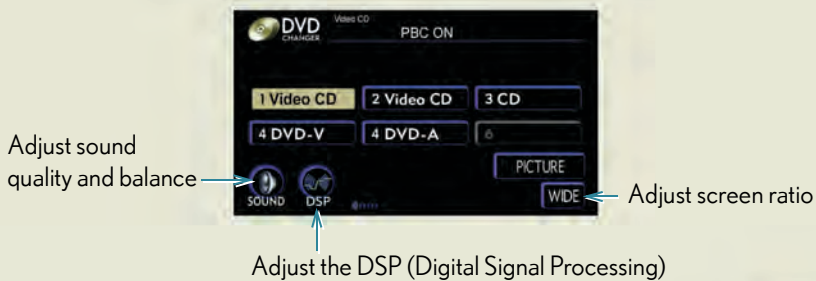 DVD Video CD
CHANGER
PBC ON
1 Video CD 2 Video CD 3 CD
4 DVD-V 4 DVD-A 6
PICTURE
Adjust sound
quality and balance
SOUND DSP
WIDE
Adjust screen ratio
Adjust the DSP (Digital Signal Processing)